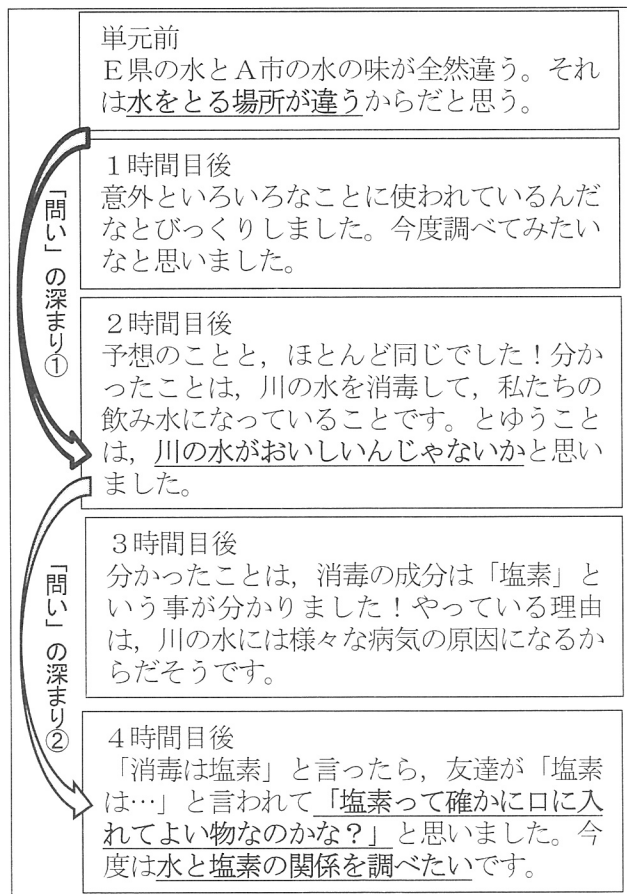 単元前
E県の水とA市の水の味が全然違う。それ
は水をとる場所が違うからだと思う。
1時間目後
意外といろいろなことに使われているんだ
なとびっくりしました。今度調べてみたい
なと思いました。
「問い」の深まり①
2時間目後
予想のことと，ほとんど同じでした！分か
ったことは，川の水を消毒して，私たちの
飲み水になっていることです。とゆうこと
は，川の水がおいしいんじゃないかと思い
ました。
3時間目後
分かったことは，消毒の成分は「塩素」と
いう事が分かりました！やっている理由
は，川の水には様々な病気の原因になるか
らだそうです。
「問い」の深まり②
4時間目後
「消毒は塩素」と言ったら，友達が「塩素
は…」と言われて「塩素って確かに口に入
れてよい物なのかな？」と思いました。今
度は水と塩素の関係を調べたいです。